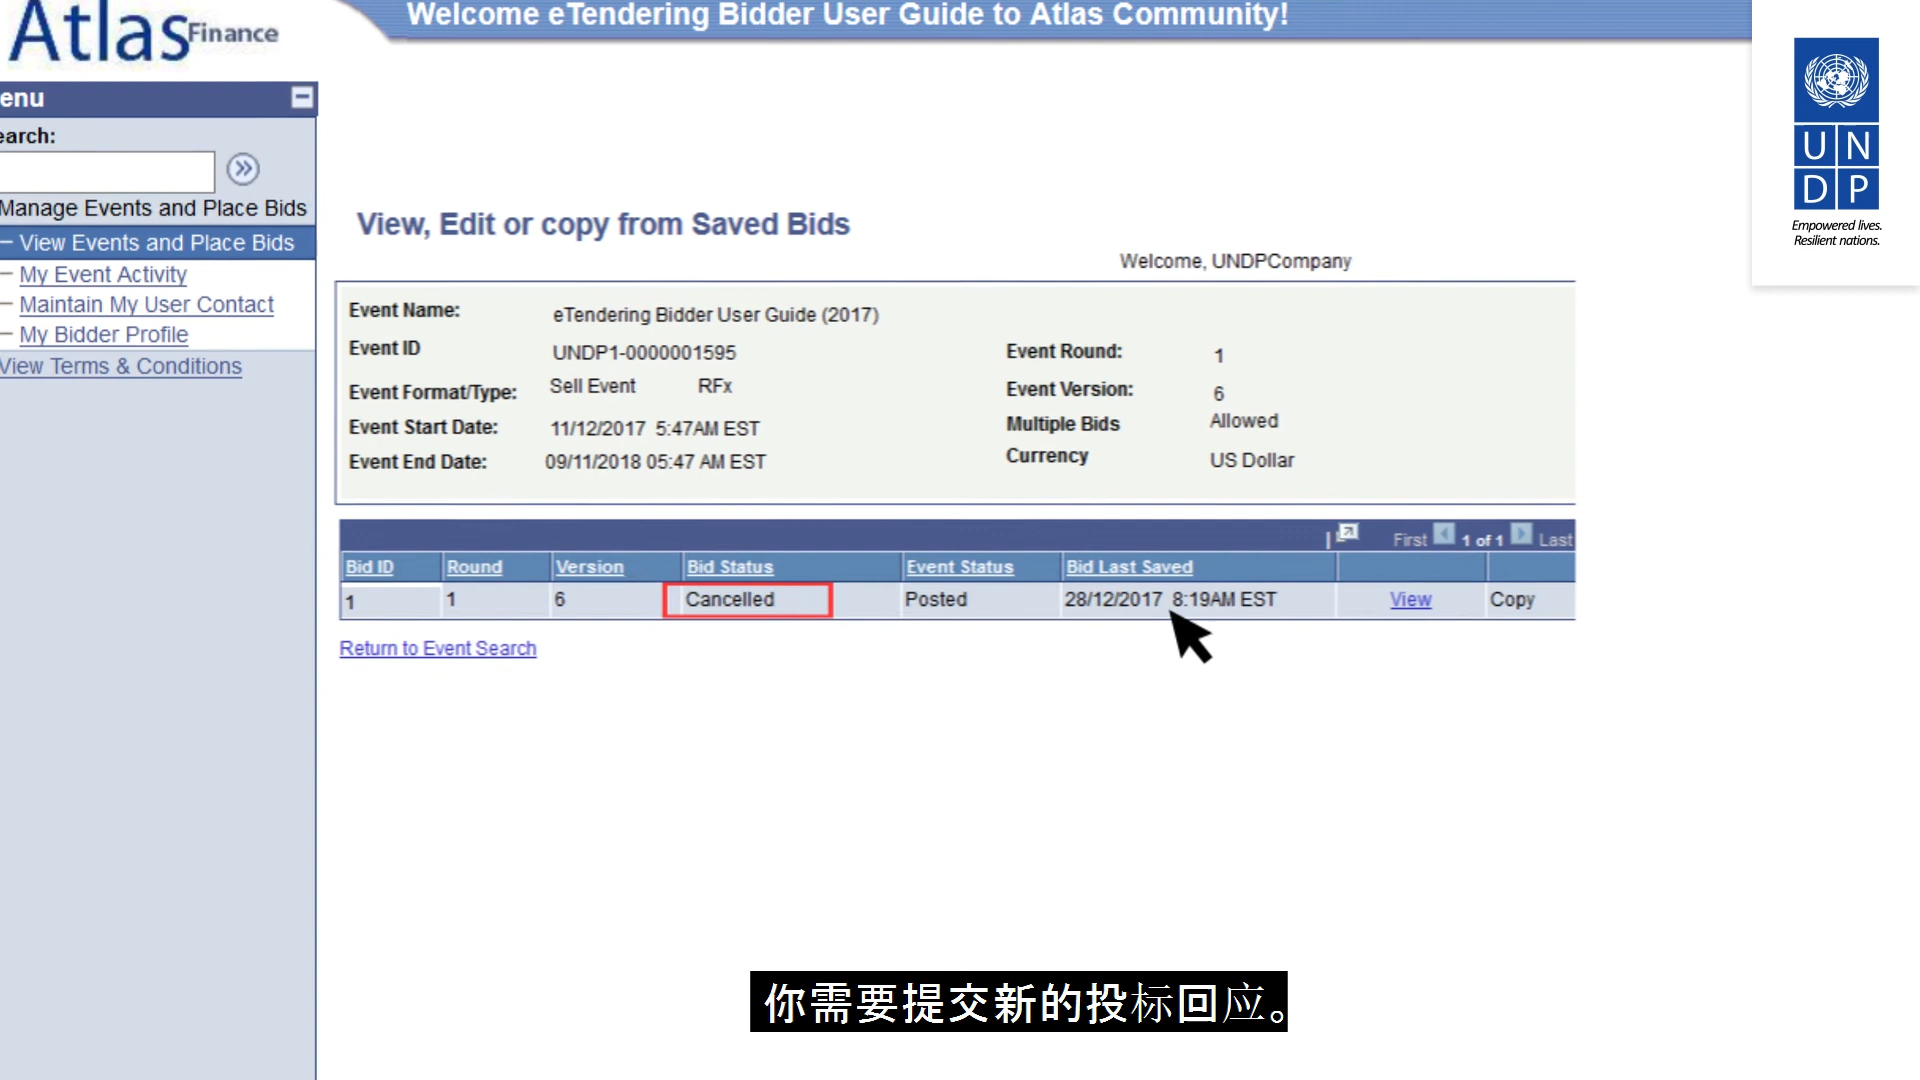 Atlas Finance
Welcome eTendering Bidder User Guide to Atlas Community!
UN
DP
Empowered lives.
Resilient nations.
enu
earch:
Manage Events and Place Bids
View Events and Place Bids
My Event Activity
Maintain My User Contact
My Bidder Profile
View Terms & Conditions
View, Edit or copy from Saved Bids
Welcome, UNDPCompany
Event Name: eTendering Bidder User Guide (2017)
Event ID UNDP1-0000001595 Event Round: 1
Event Format/Type: Sell Event RFx Event Version: 6
Event Start Date: 11/12/2017 5:47AM EST Multiple Bids Allowed
Event End Date: 09/11/2018 05:47 AM EST Currency US Dollar
First 1 of 1 Last
Bid ID Round Version Bid Status Event Status Bid Last Saved
1 1 6 Cancelled Posted 28/12/2017 8:19AM EST View Copy
Return to Event Search
你需要提交新的投标回应。